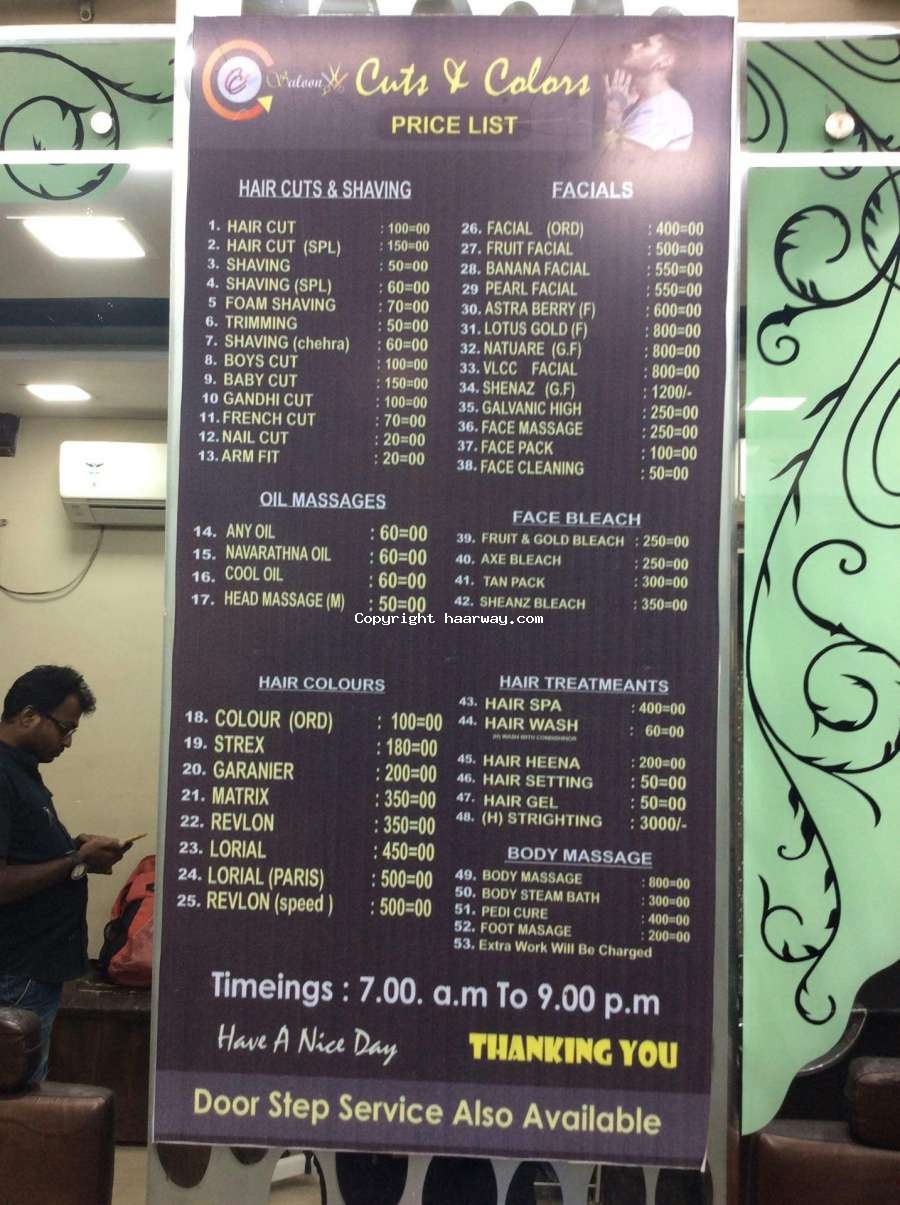 Saloon Cuts & Colors
PRICE LIST
HAIR CUTS & SHAVING
1. HAIR CUT : 100=00
2. HAIR CUT (SPL) : 150=00
3. SHAVING : 50=00
4. SHAVING (SPL) : 60=00
5 FOAM SHAVING : 70=00
6. TRIMMING : 50=00
7. SHAVING (chehra) : 60=00
8. BOYS CUT : 100=00
9. BABY CUT : 150=00
10 GANDHI CUT : 100=00
11. FRENCH CUT : 70=00
12. NAIL CUT : 20=00
13. ARM FIT : 20=00
OIL MASSAGES
14. ANY OIL : 60=00
15. NAVARATHNA OIL : 60=00
16. COOL OIL : 60=00
17. HEAD MASSAGE (M) : 50=00
HAIR COLOURS
18. COLOUR (ORD) : 100=00
19. STREX : 180=00
20. GARANIER : 200=00
21. MATRIX : 350=00
22. REVLON : 350=00
23. LORIAL : 450=00
24. LORIAL (PARIS) : 500=00
25. REVLON (speed ) : 500=00
FACIALS
26. FACIAL (ORD) : 400=00
27. FRUIT FACIAL : 500=00
28. BANANA FACIAL : 550=00
29 PEARL FACIAL : 550=00
30. ASTRA BERRY (F) : 600=00
31. LOTUS GOLD (F) : 800=00
32. NATUARE (G.F) : 800=00
33. VLCC FACIAL : 800=00
34. SHENAZ (G.F) : 1200/-
35. GALVANIC HIGH : 250=00
36. FACE MASSAGE : 250=00
37. FACE PACK : 100=00
38. FACE CLEANING : 50=00
FACE BLEACH
39. FRUIT & GOLD BLEACH : 250=00
40. AXE BLEACH : 250=00
41. TAN PACK : 300=00
42. SHEANZ BLEACH : 350=00
Copyright haarway.com
HAIR TREATMEANTS
43. HAIR SPA : 400=00
44. HAIR WASH : 60=00
45. HAIR HEENA : 200=00
46. HAIR SETTING : 50=00
47. HAIR GEL : 50=00
48. (H) STRIGHTING : 3000/-
BODY MASSAGE
49. BODY MASSAGE : 800=00
50. BODY STEAM BATH : 300=00
51. PEDI CURE : 400=00
52. FOOT MASAGE : 200=00
53. Extra Work Will Be Charged
Timeings : 7.00. a.m To 9.00 p.m
Have A Nice Day THANKING YOU
Door Step Service Also Available